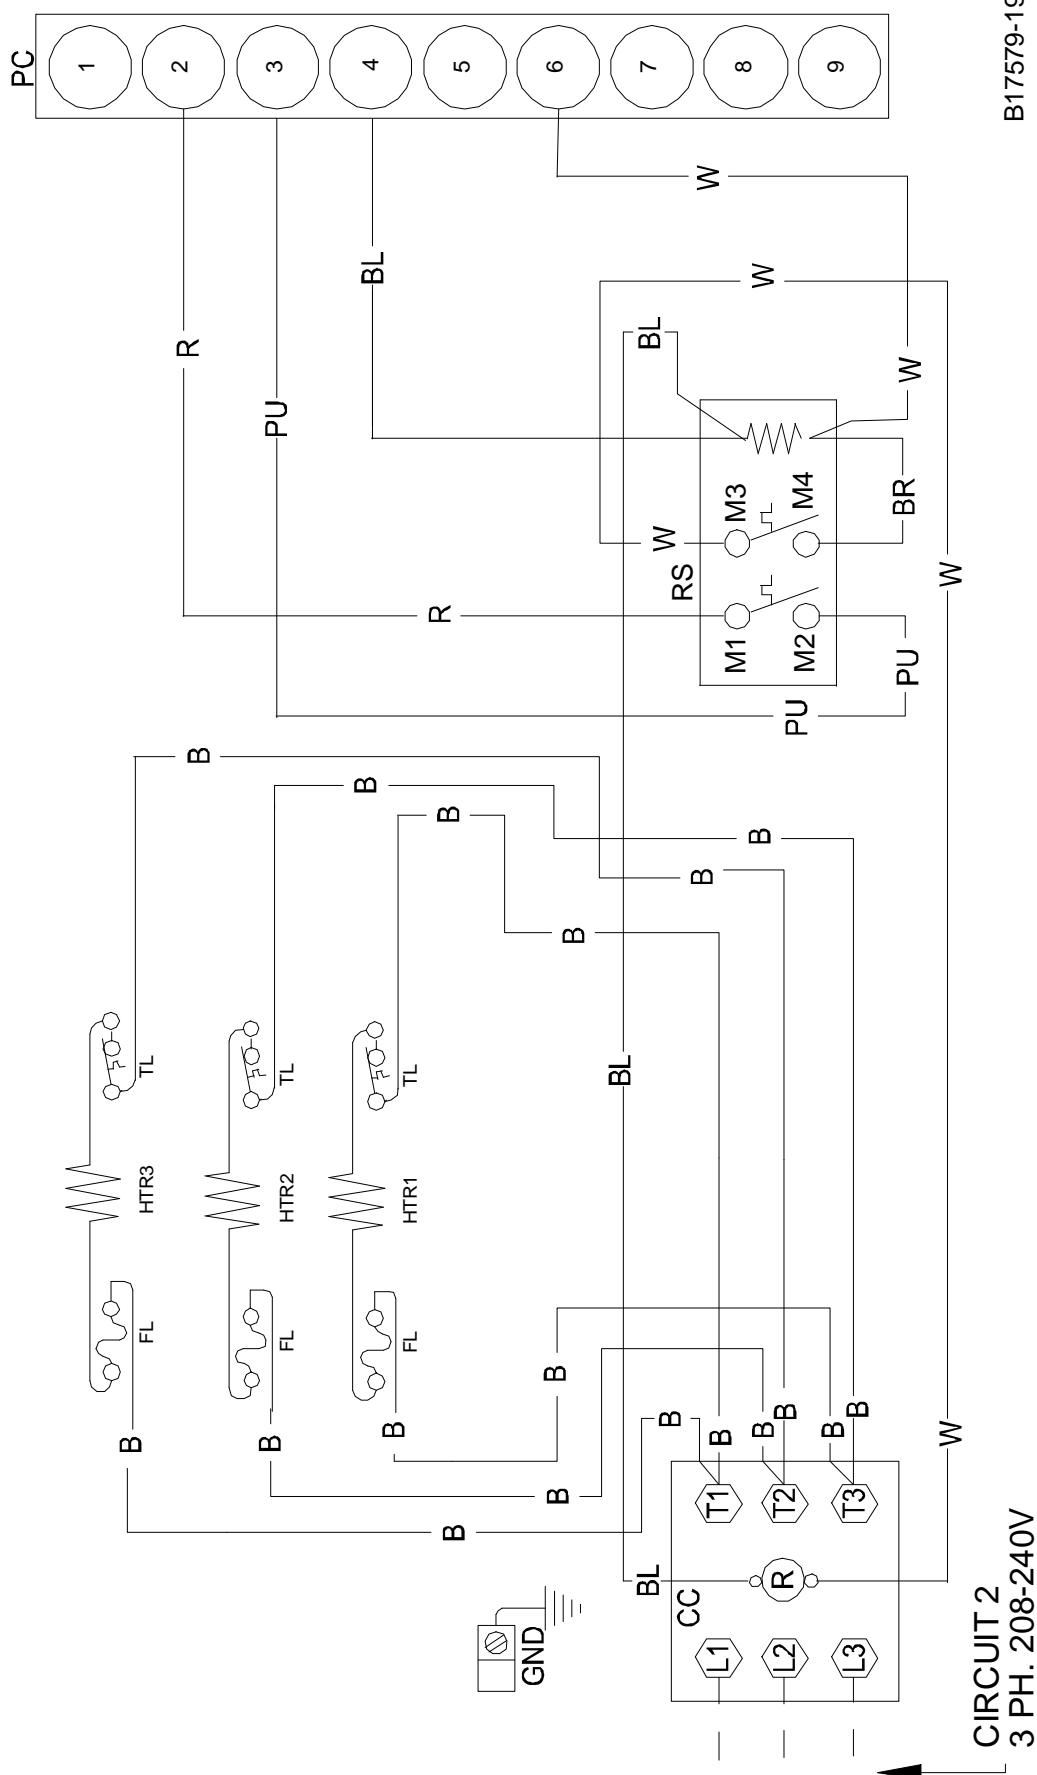 PC
1
2
3
4
5
6
7
8
9
B17579-19
R
PU
BL
W
W
W
BL
R
RS
W
M1
M2
M3
M4
BR
PU
PU
W
B
B
B
B
B
B
TL
TL
TL
HTR3
HTR2
HTR1
FL
FL
FL
BL
B
B
B
B
B
B
B
B
B
B
B
B
B
W
T1
T2
T3
BL
CC
R
L1
L2
L3
GND
CIRCUIT 2
3 PH. 208-240V